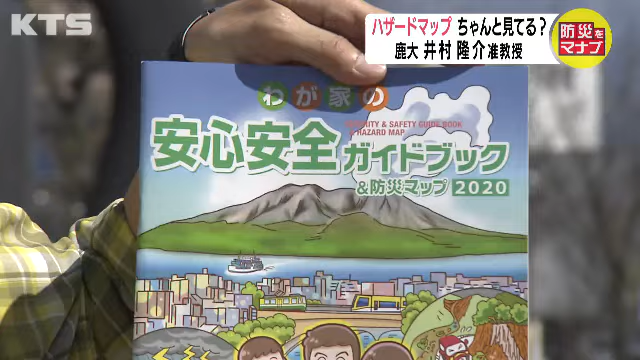 KTS
ハザードマップ ちゃんと見てる?
鹿大 井村 隆介准教授
防災を
マナブ
わが家の
SECURITY & SAFETY GUIDE BOOK
& HAZARD MAP
安心安全ガイドブック
&防災マップ 2020